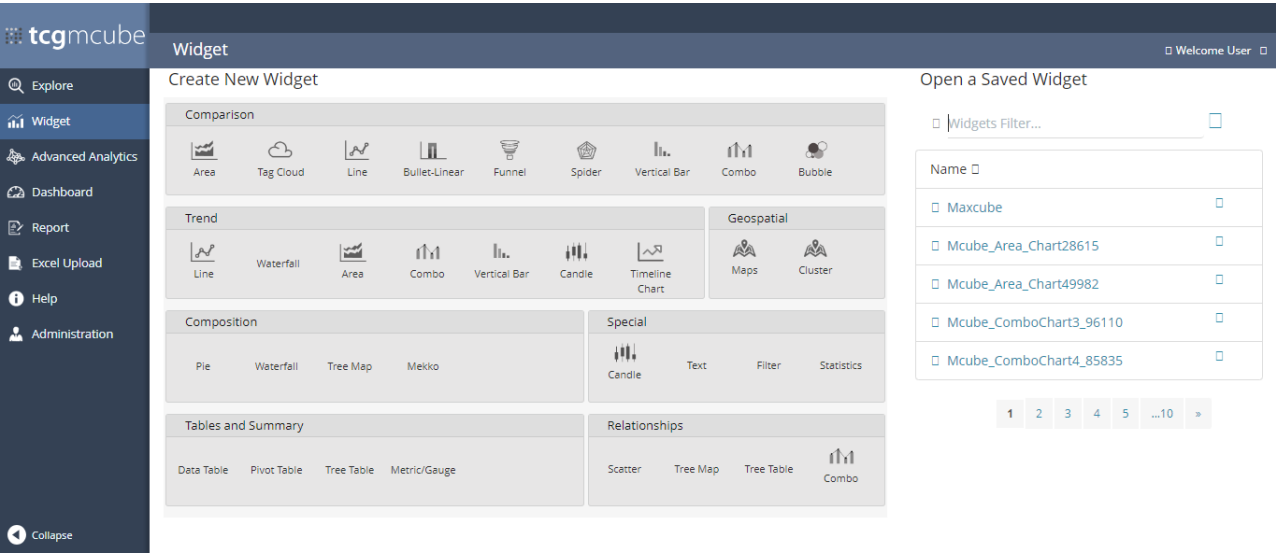 tcgmcube
Widget
Welcome User
Explore
Widget
Advanced Analytics
Dashboard
Report
Excel Upload
Help
Administration
Collapse
Create New Widget
Comparison
Area
Tag Cloud
Line
Bullet-Linear
Funnel
Spider
Vertical Bar
Combo
Bubble
Trend
Line
Waterfall
Area
Combo
Vertical Bar
Candle
Timeline
Chart
Geospatial
Maps
Cluster
Composition
Pie
Waterfall
Tree Map
Mekko
Special
Candle
Text
Filter
Statistics
Tables and Summary
Data Table
Pivot Table
Tree Table
Metric/Gauge
Relationships
Scatter
Tree Map
Tree Table
Combo
Open a Saved Widget
Widgets Filter...
Name
Maxcube
Mcube_Area_Chart28615
Mcube_Area_Chart49982
Mcube_ComboChart3_96110
Mcube_ComboChart4_85835
1 2 3 4 5 ...10 »